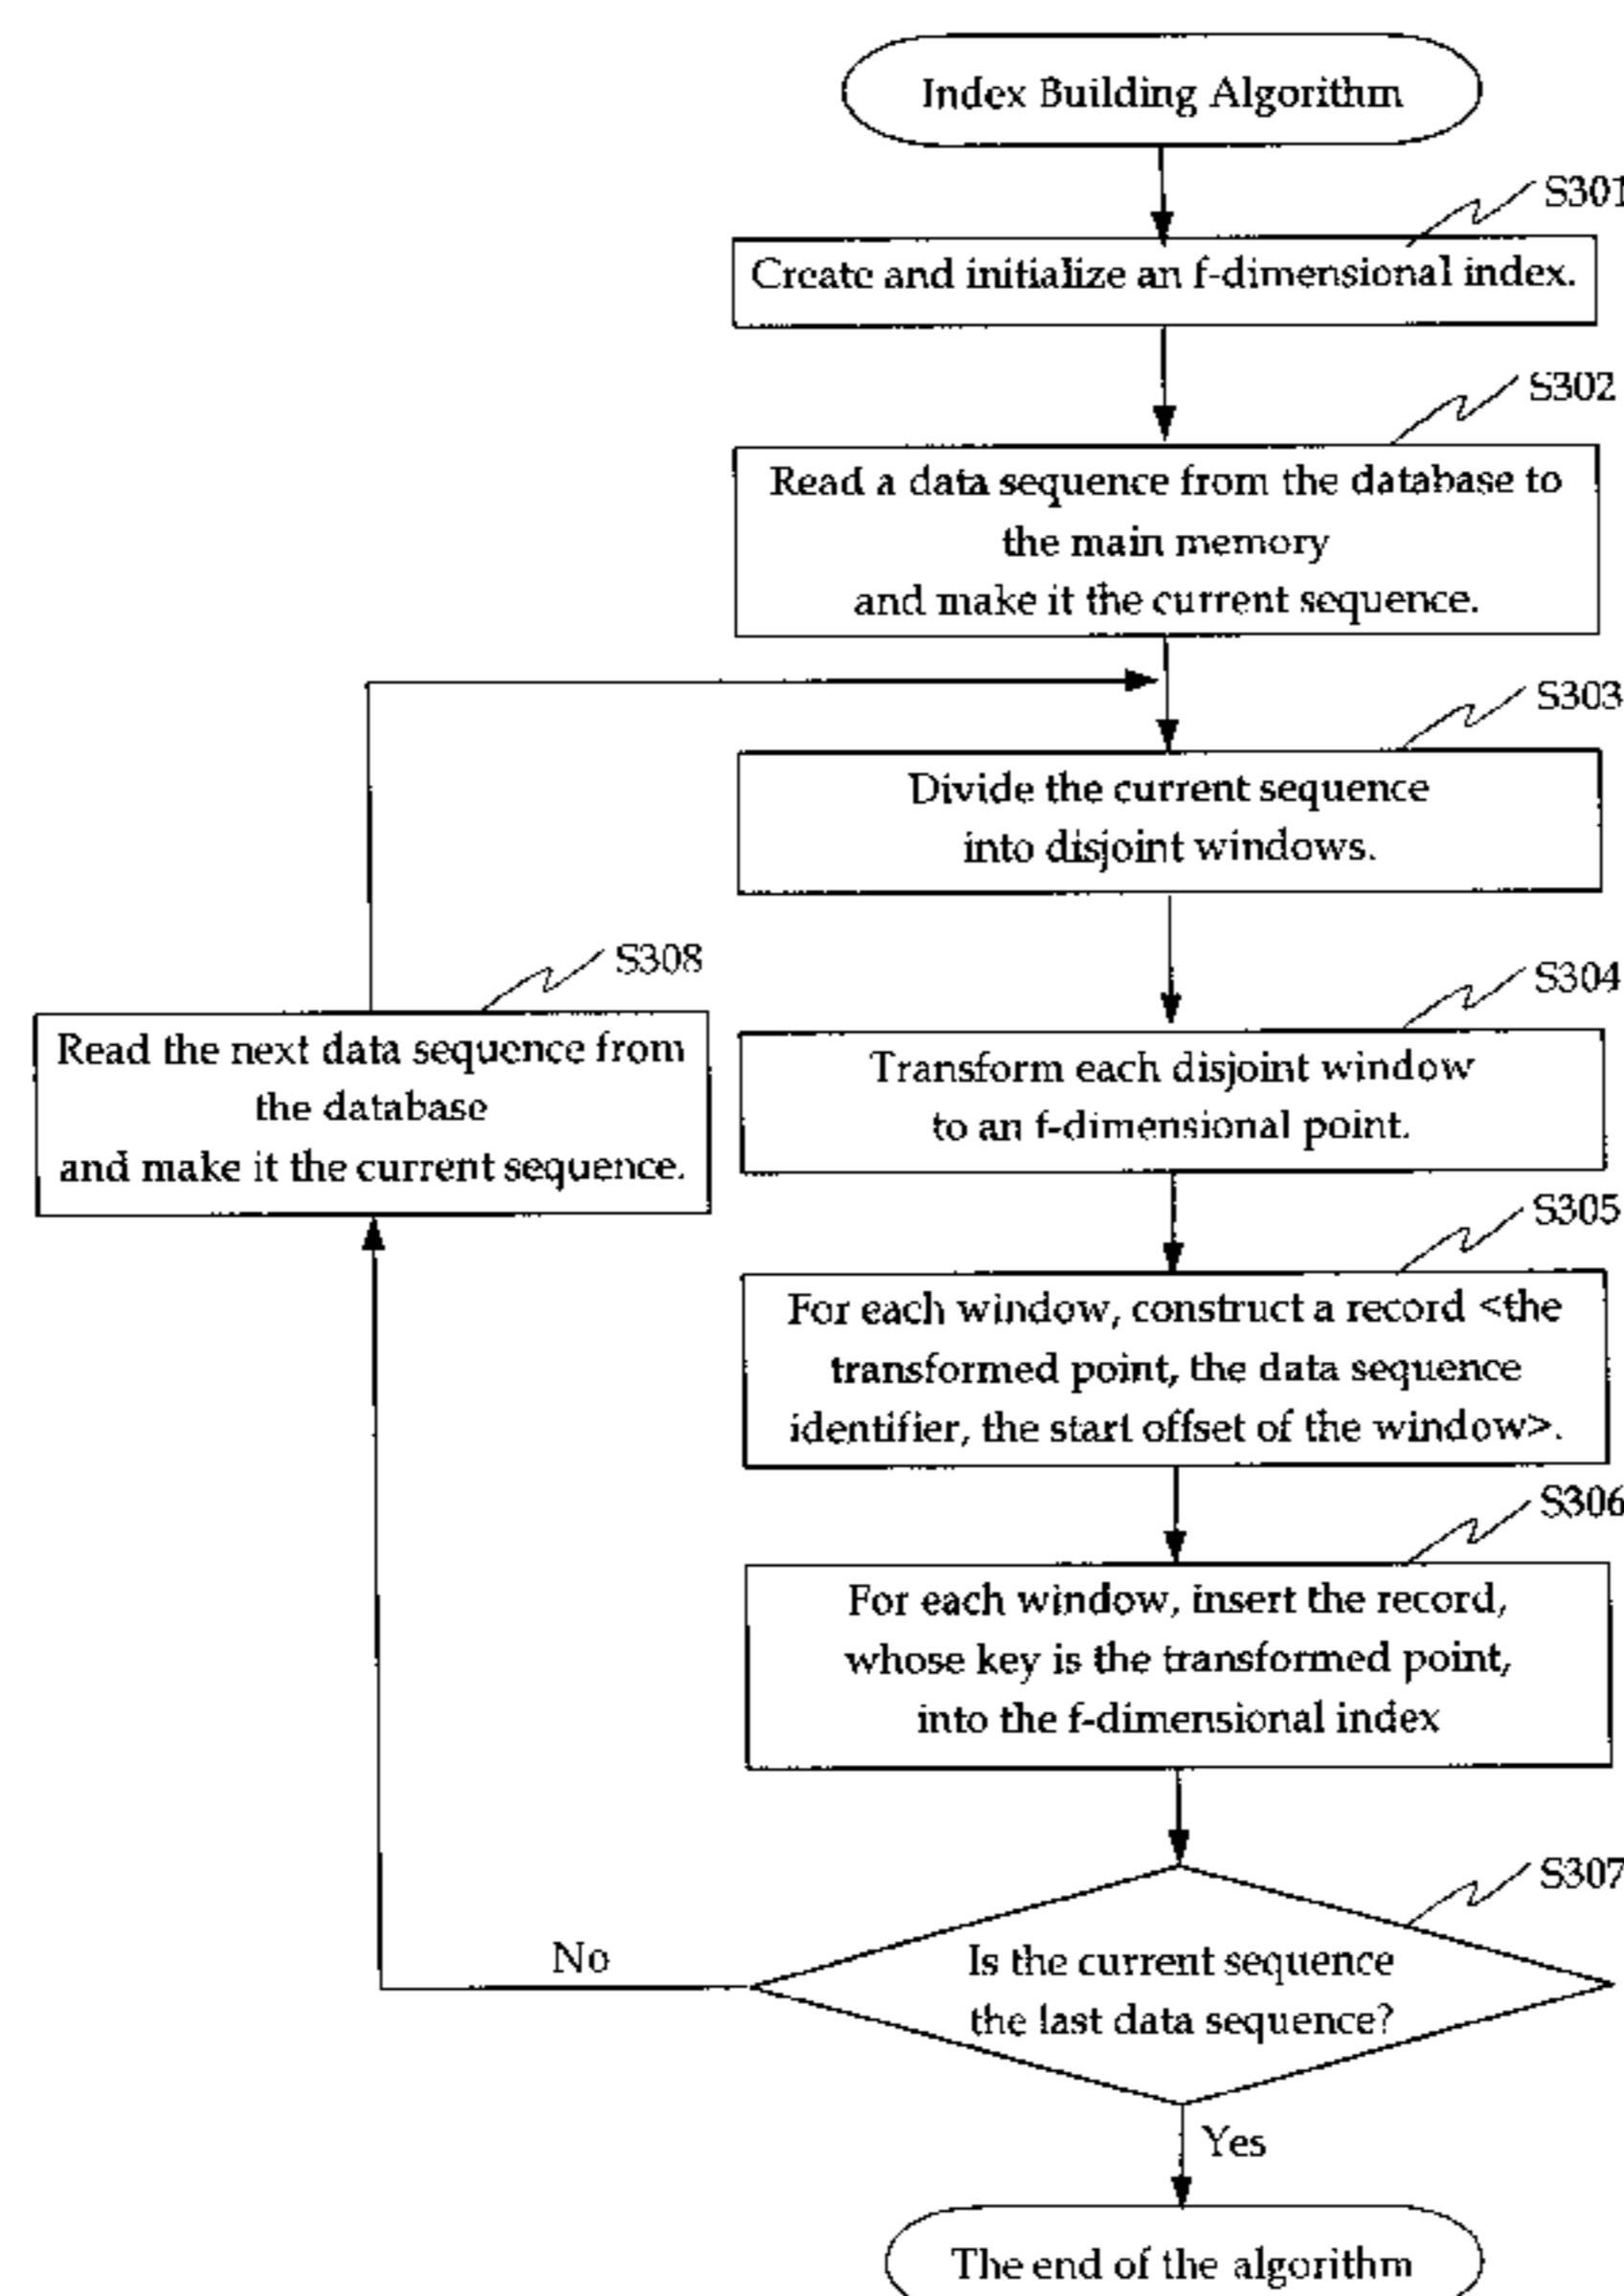 Index Building Algorithm
S301
Create and initialize an f-dimensional index.
S302
Read a data sequence from the database to
the main memory
and make it the current sequence.
S303
Divide the current sequence
into disjoint windows.
S308
Read the next data sequence from
the database
and make it the current sequence.
S304
Transform each disjoint window
to an f-dimensional point.
S305
For each window, construct a record <the
transformed point, the data sequence
identifier, the start offset of the window>.
S306
For each window, insert the record,
whose key is the transformed point,
into the f-dimensional index
S307
Is the current sequence
the last data sequence?
No
Yes
The end of the algorithm